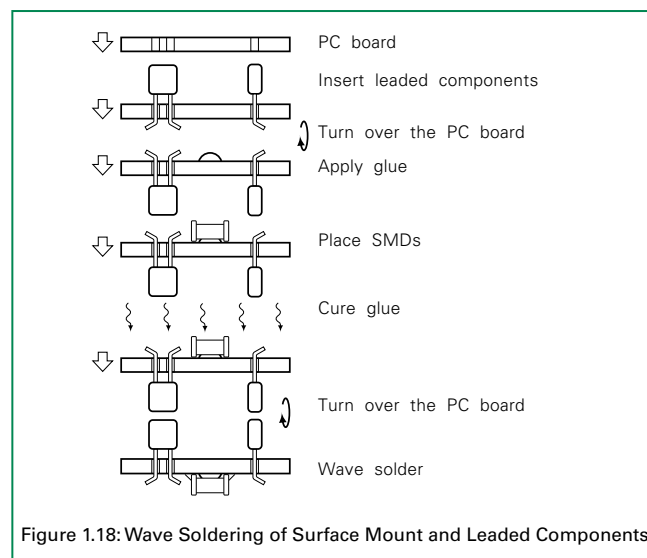 PC board
Insert leaded components
Turn over the PC board
Apply glue
Place SMDs
Cure glue
Turn over the PC board
Wave solder
Figure 1.18: Wave Soldering of Surface Mount and Leaded Components